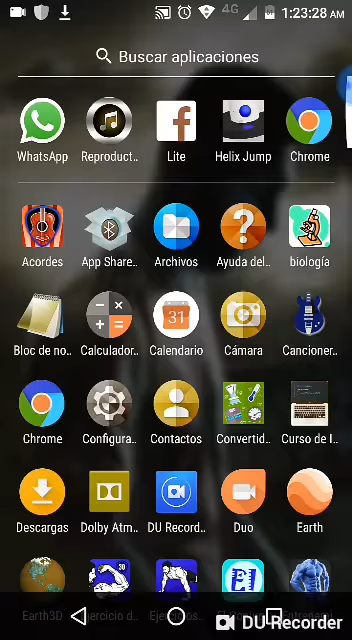 4G 1:23:28 AM
Buscar aplicaciones
WhatsApp Reproduct.. Lite Helix Jump Chrome
Acordes App Share.. Archivos Ayuda del.. biología
Bloc de no.. Calculador.. Calendario Cámara Cancioner..
Chrome Configura.. Contactos Convertid.. Curso de I..
Descargas Dolby Atm.. DU Record.. Duo Earth
Earth3D
DU Recorder